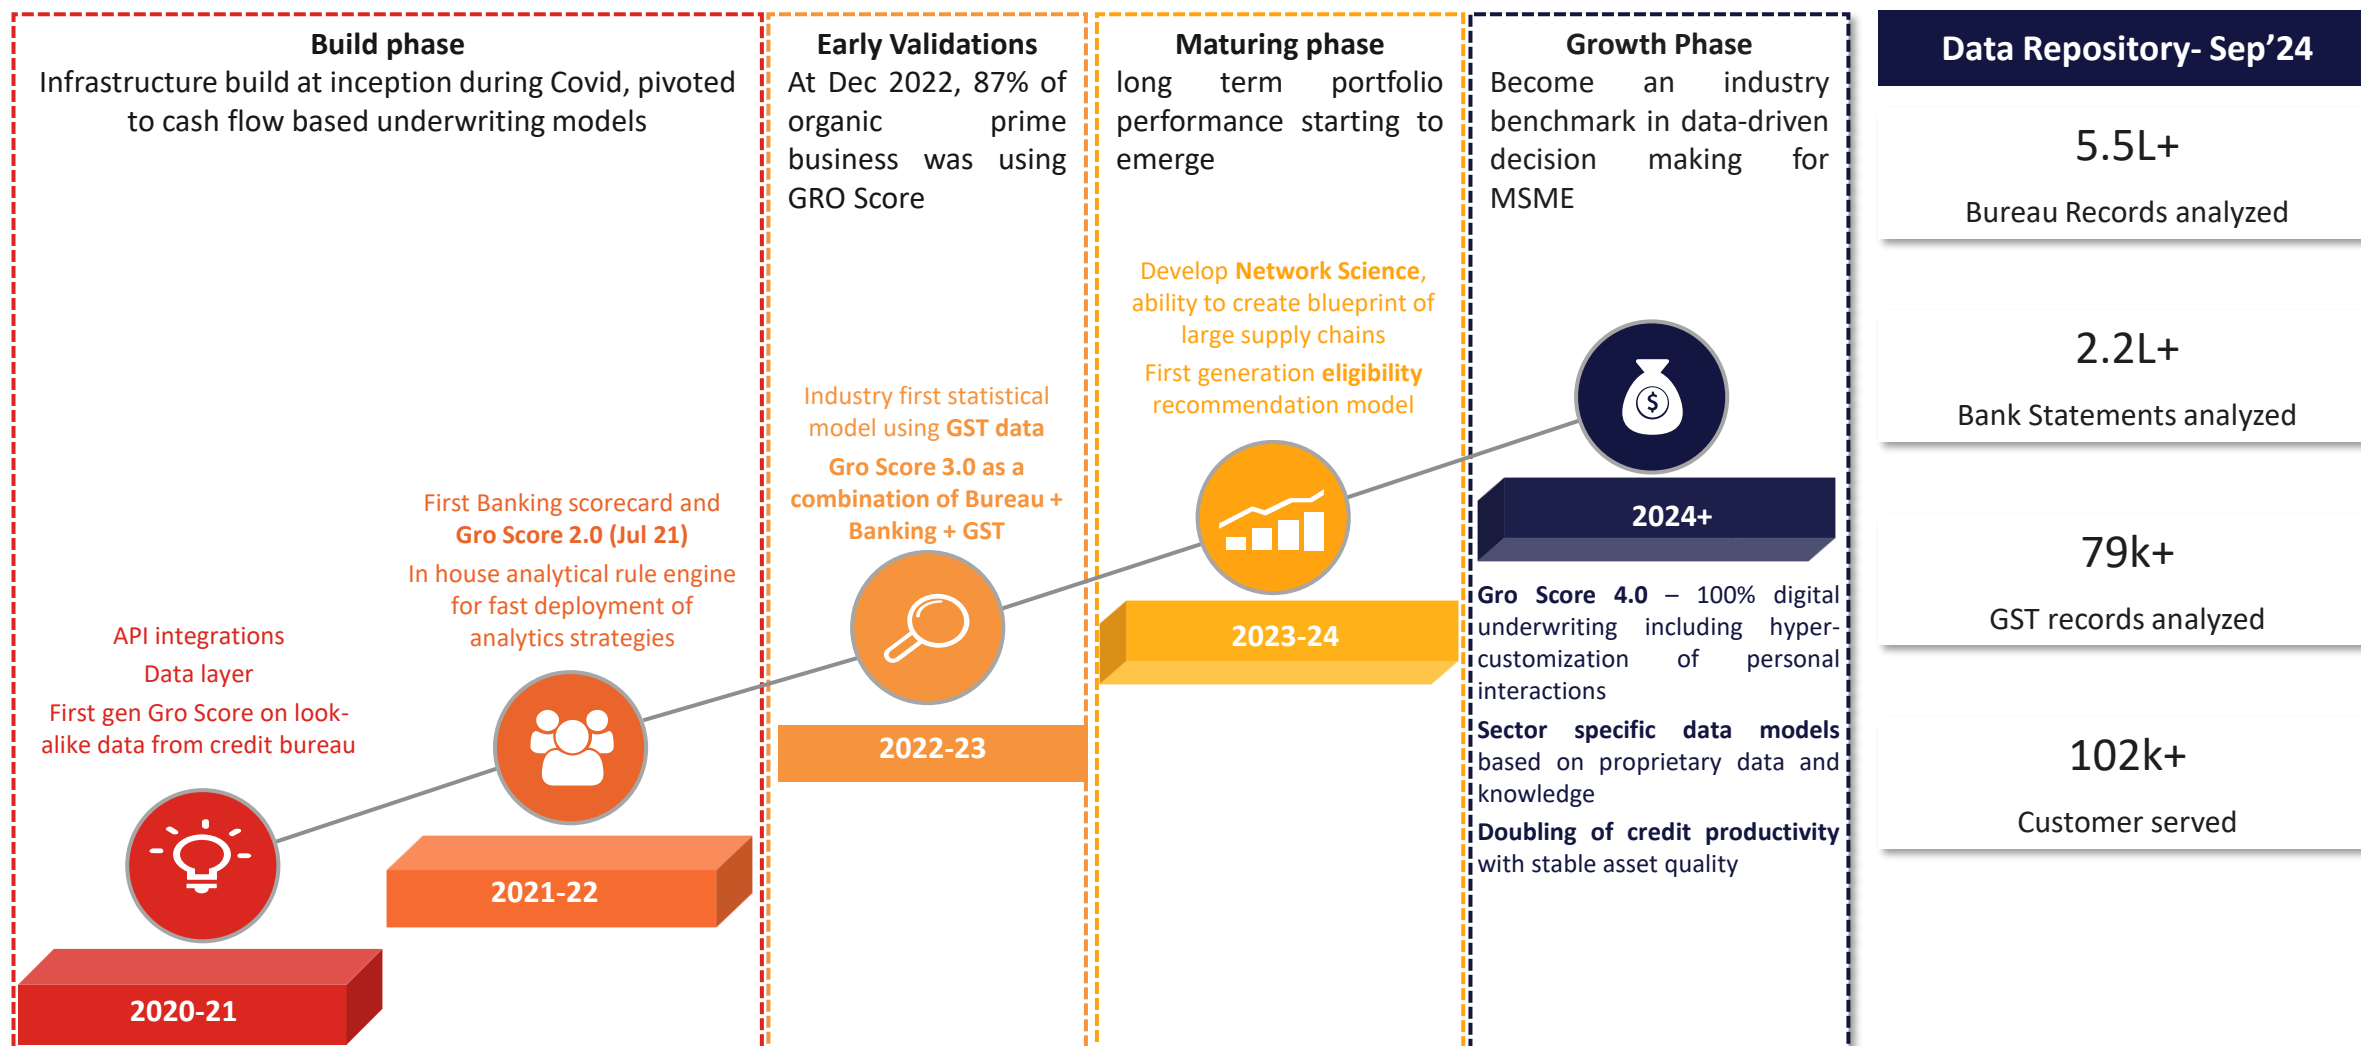 Build phase
Infrastructure build at inception during Covid, pivoted
to cash flow based underwriting models
API integrations
Data layer
First gen Gro Score on look-
alike data from credit bureau
2020-21
First Banking scorecard and
Gro Score 2.0 (Jul 21)
In house analytical rule engine
for fast deployment of
analytics strategies
2021-22
Early Validations
At Dec 2022, 87% of
organic prime
business was using
GRO Score
Industry first statistical
model using GST data
Gro Score 3.0 as a
combination of Bureau +
Banking + GST
2022-23
Maturing phase
long term portfolio
performance starting to
emerge
Develop Network Science,
ability to create blueprint of
large supply chains
First generation eligibility
recommendation model
2023-24
Growth Phase
Become an industry
benchmark in data-driven
decision making for
MSME
$
2024+
Gro Score 4.0 – 100% digital
underwriting including hyper-
customization of personal
interactions
Sector specific data models
based on proprietary data and
knowledge
Doubling of credit productivity
with stable asset quality
Data Repository- Sep’24
5.5L+
Bureau Records analyzed
2.2L+
Bank Statements analyzed
79k+
GST records analyzed
102k+
Customer served